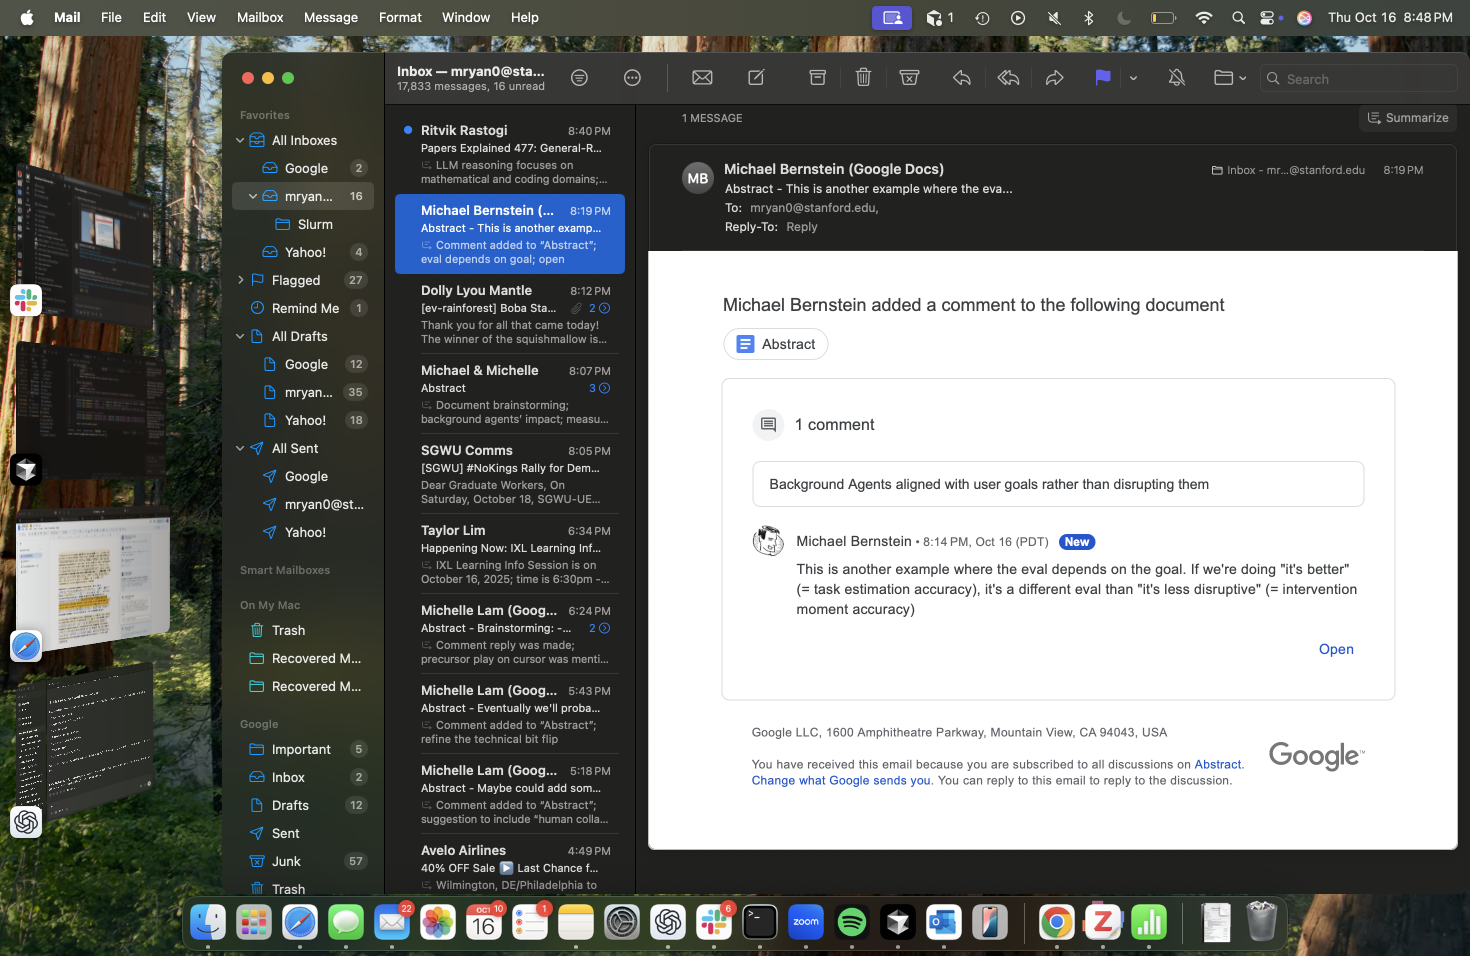 Mail File Edit View Mailbox Message Format Window Help
1 Thu Oct 16 8:48 PM
Inbox — mryan0@sta...
17,833 messages, 16 unread
Search
Favorites
All Inboxes
Google 2
mryan... 16
Slurm
Yahoo! 4
Flagged 27
Remind Me 1
All Drafts
Google 12
mryan... 35
Yahoo! 18
All Sent
Google
mryan0@st...
Yahoo!
Smart Mailboxes
On My Mac
Trash
Recovered M...
Recovered M...
Google
Important 5
Inbox 2
Drafts 12
Sent
Junk 57
Trash
Ritvik Rastogi 8:40 PM
Papers Explained 477: General-R...
LLM reasoning focuses on
mathematical and coding domains;...
Michael Bernstein (... 8:19 PM
Abstract - This is another examp...
Comment added to “Abstract”;
eval depends on goal; open
Dolly Lyou Mantle 8:12 PM
[ev-rainforest] Boba Sta... 2
Thank you for all that came today!
The winner of the squishmallow is...
Michael & Michelle 8:07 PM
Abstract 3
Document brainstorming;
background agents’ impact; measu...
SGWU Comms 8:05 PM
[SGWU] #NoKings Rally for Dem...
Dear Graduate Workers, On
Saturday, October 18, SGWU-UE...
Taylor Lim 6:34 PM
Happening Now: IXL Learning Inf...
IXL Learning Info Session is on
October 16, 2025; time is 6:30pm -...
Michelle Lam (Goog... 6:24 PM
Abstract - Brainstorming: -... 2
Comment reply was made;
precursor play on cursor was menti...
Michelle Lam (Goog... 5:43 PM
Abstract - Eventually we'll proba...
Comment added to “Abstract”;
refine the technical bit flip
Michelle Lam (Goog... 5:18 PM
Abstract - Maybe could add som...
Comment added to “Abstract”;
suggestion to include “human colla...
Avelo Airlines 4:49 PM
40% OFF Sale ▶️ Last Chance f...
Wilmington, DE/Philadelphia to
1 MESSAGE
Summarize
MB
Michael Bernstein (Google Docs)
Inbox - mr...@stanford.edu 8:19 PM
Abstract - This is another example where the eva...
To: mryan0@stanford.edu,
Reply-To: Reply
Michael Bernstein added a comment to the following document
Abstract
1 comment
Background Agents aligned with user goals rather than disrupting them
Michael Bernstein • 8:14 PM, Oct 16 (PDT) New
This is another example where the eval depends on the goal. If we're doing "it's better"
(= task estimation accuracy), it's a different eval than "it's less disruptive" (= intervention
moment accuracy)
Open
Google LLC, 1600 Amphitheatre Parkway, Mountain View, CA 94043, USA
You have received this email because you are subscribed to all discussions on Abstract.
Change what Google sends you. You can reply to this email to reply to the discussion.
Google™
22
OCT 10
16
1
6
zoom